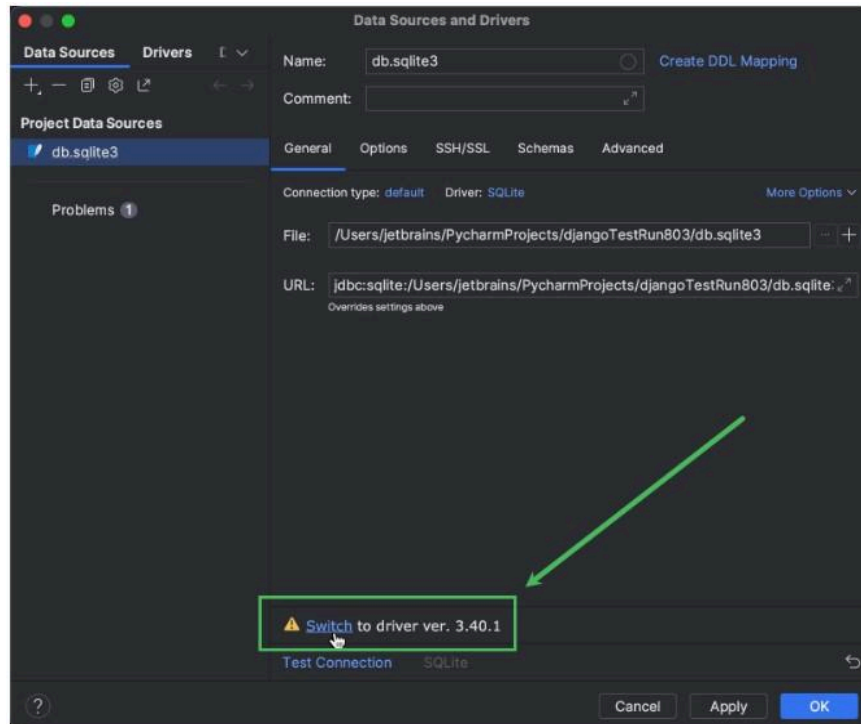 Data Sources and Drivers
Data Sources Drivers
Project Data Sources
db.sqlite3
Problems 1
Name: db.sqlite3 Create DDL Mapping
Comment:
General Options SSH/SSL Schemas Advanced
Connection type: default Driver: SQLite More Options
File: /Users/jetbrains/PycharmProjects/djangoTestRun803/db.sqlite3
URL: jdbc:sqlite:/Users/jetbrains/PycharmProjects/djangoTestRun803/db.sqlite
Overrides settings above
Switch to driver ver. 3.40.1
Test Connection SQLite
? Cancel Apply OK